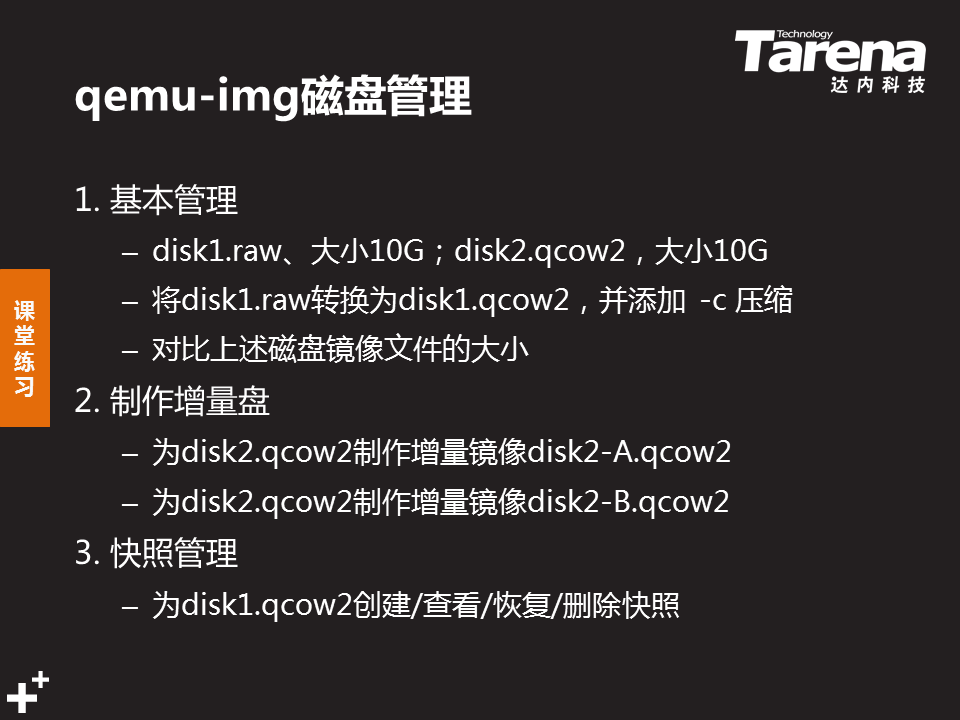 Technology
Tarena
达内科技
qemu-img磁盘管理
1. 基本管理
– disk1.raw、大小10G；disk2.qcow2，大小10G
– 将disk1.raw转换为disk1.qcow2，并添加 -c 压缩
– 对比上述磁盘镜像文件的大小
课堂练习
2. 制作增量盘
– 为disk2.qcow2制作增量镜像disk2-A.qcow2
– 为disk2.qcow2制作增量镜像disk2-B.qcow2
3. 快照管理
– 为disk1.qcow2创建/查看/恢复/删除快照